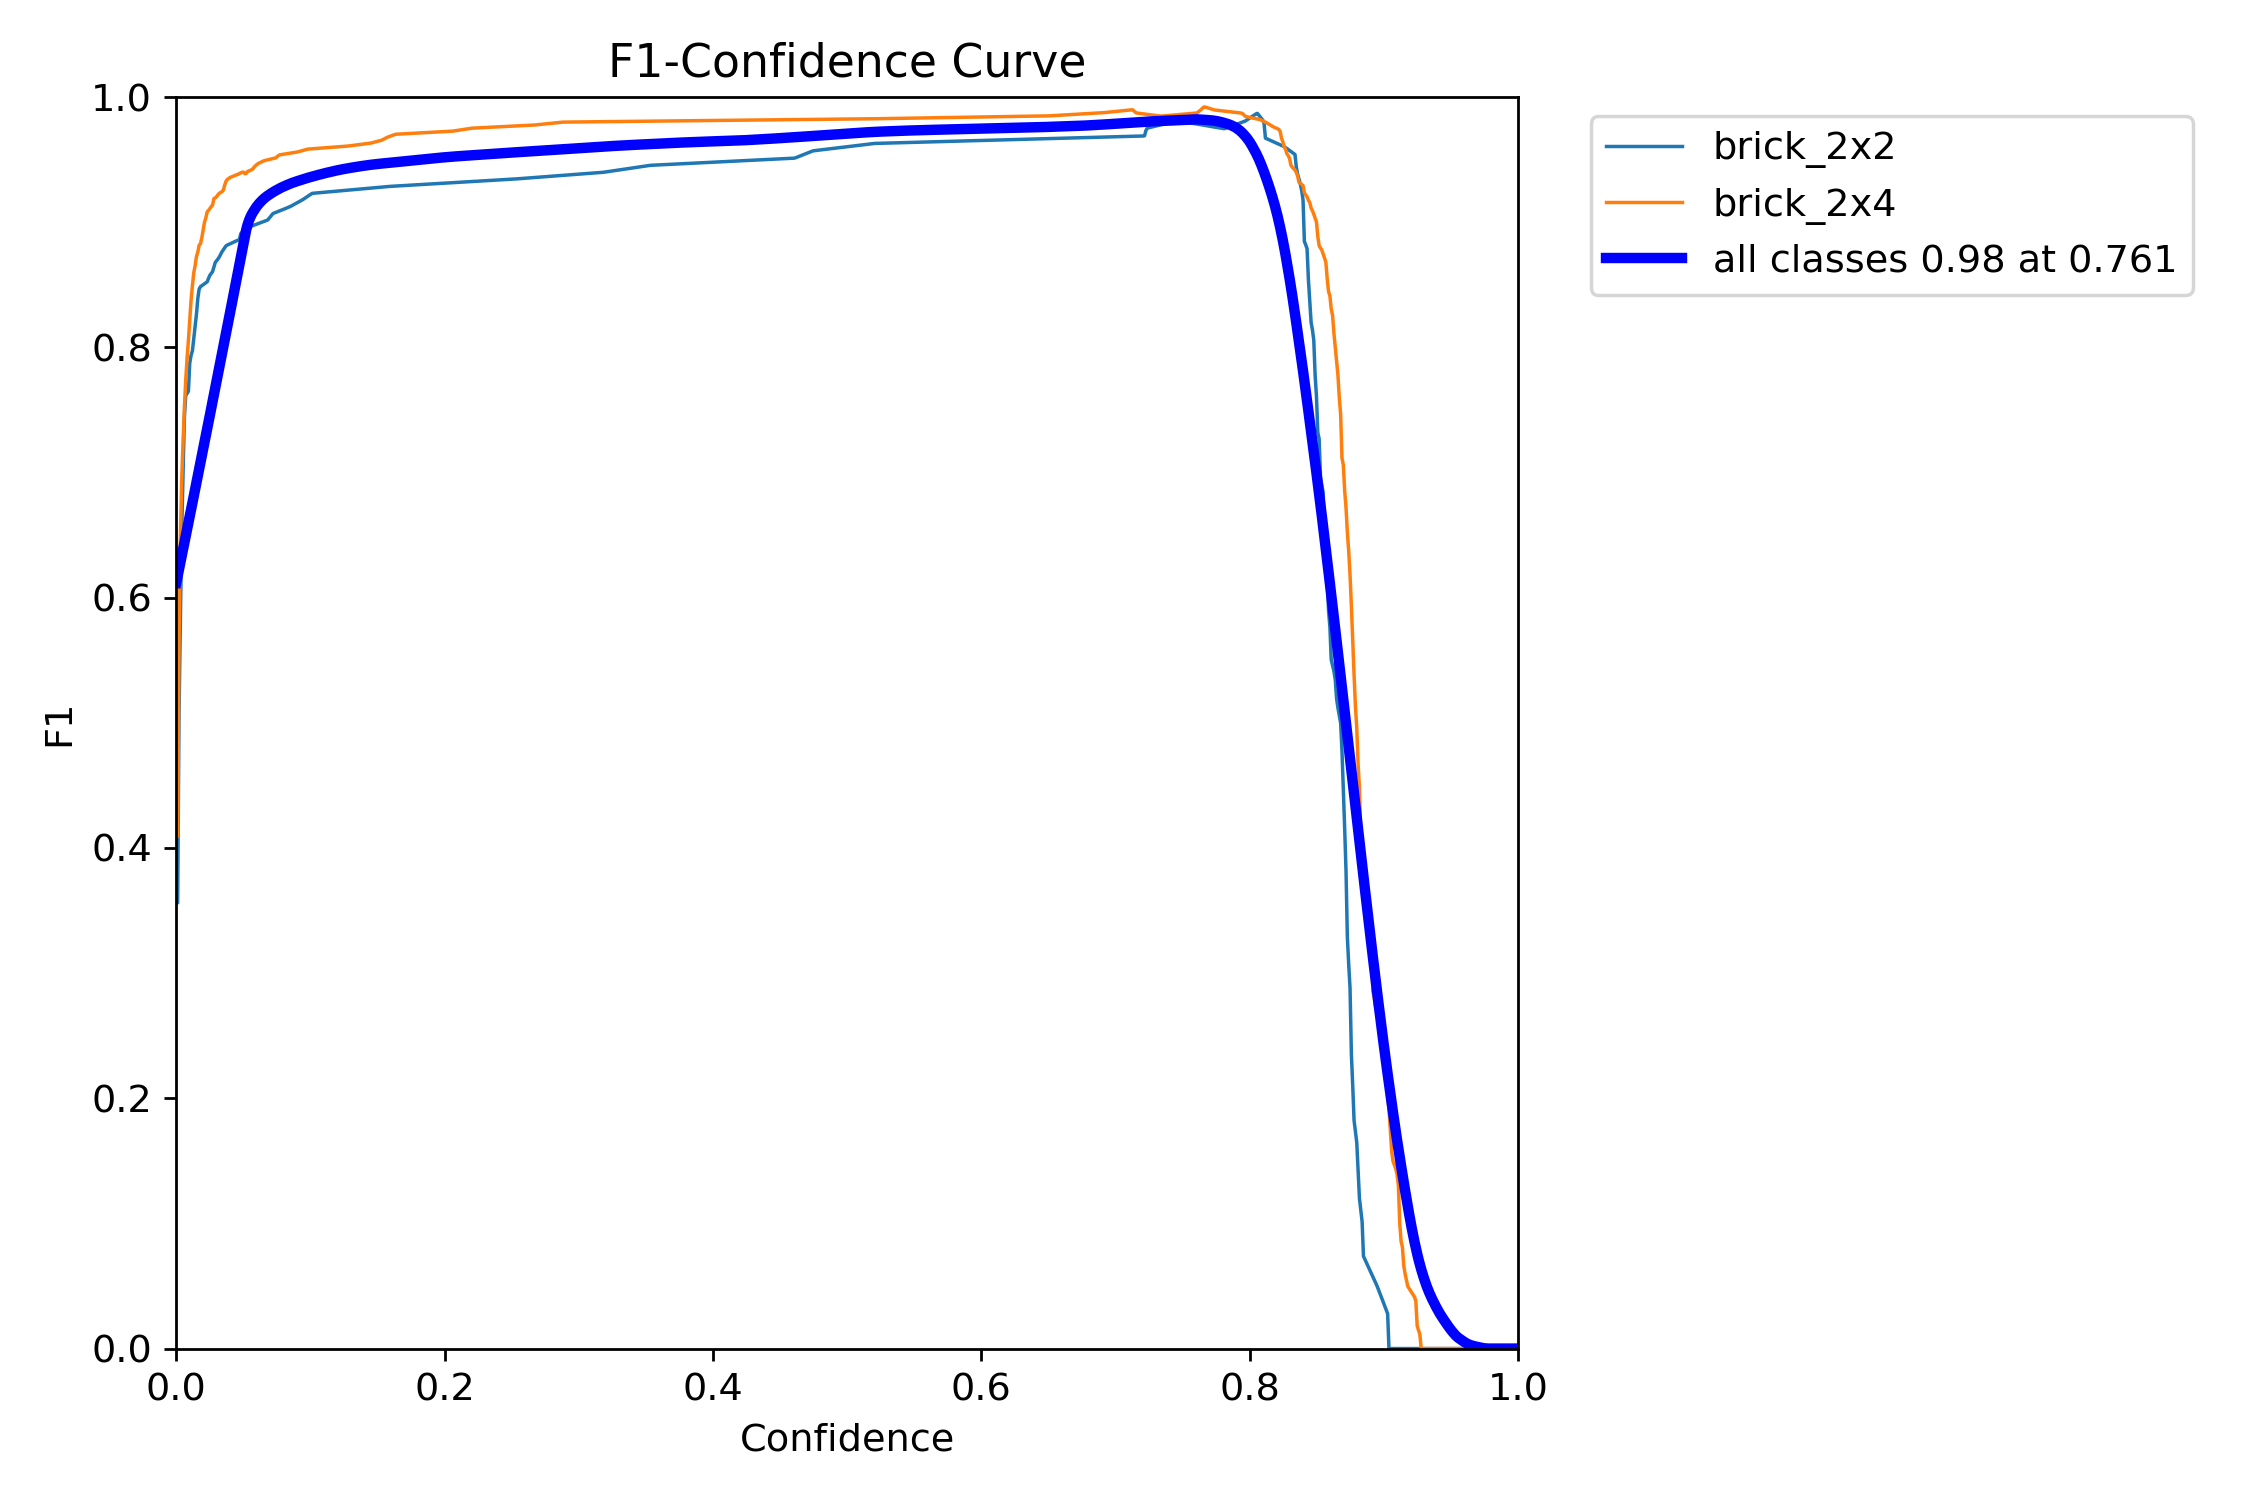 F1-Confidence Curve
1.0
0.8
0.6
0.4
0.2
0.0
F1
0.0 0.2 0.4 0.6 0.8 1.0
Confidence
brick_2x2
brick_2x4
all classes 0.98 at 0.761